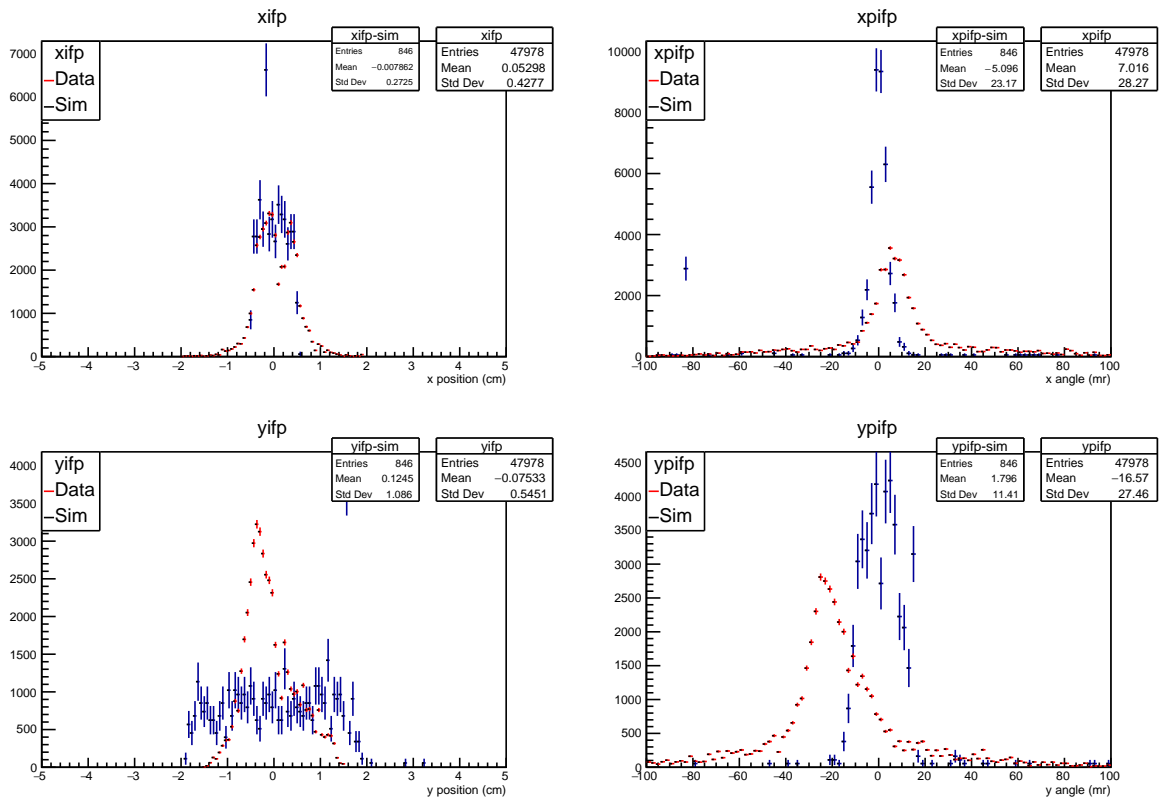 xifp
xifp
Data
Sim
xifp-sim
Entries 846
Mean −0.007862
Std Dev 0.2725
xifp
Entries 47978
Mean 0.05298
Std Dev 0.4277
7000
6000
5000
4000
3000
2000
1000
0
−5 −4 −3 −2 −1 0 1 2 3 4 5
x position (cm)
xpifp
xpifp
Data
Sim
xpifp-sim
Entries 846
Mean −5.096
Std Dev 23.17
xpifp
Entries 47978
Mean 7.016
Std Dev 28.27
10000
8000
6000
4000
2000
0
−100 −80 −60 −40 −20 0 20 40 60 80 100
x angle (mr)
yifp
yifp
Data
Sim
yifp-sim
Entries 846
Mean 0.1245
Std Dev 1.086
yifp
Entries 47978
Mean −0.07533
Std Dev 0.5451
4000
3500
3000
2500
2000
1500
1000
500
0
−5 −4 −3 −2 −1 0 1 2 3 4 5
y position (cm)
ypifp
ypifp
Data
Sim
ypifp-sim
Entries 846
Mean 1.796
Std Dev 11.41
ypifp
Entries 47978
Mean −16.57
Std Dev 27.46
4500
4000
3500
3000
2500
2000
1500
1000
500
0
−100 −80 −60 −40 −20 0 20 40 60 80 100
y angle (mr)